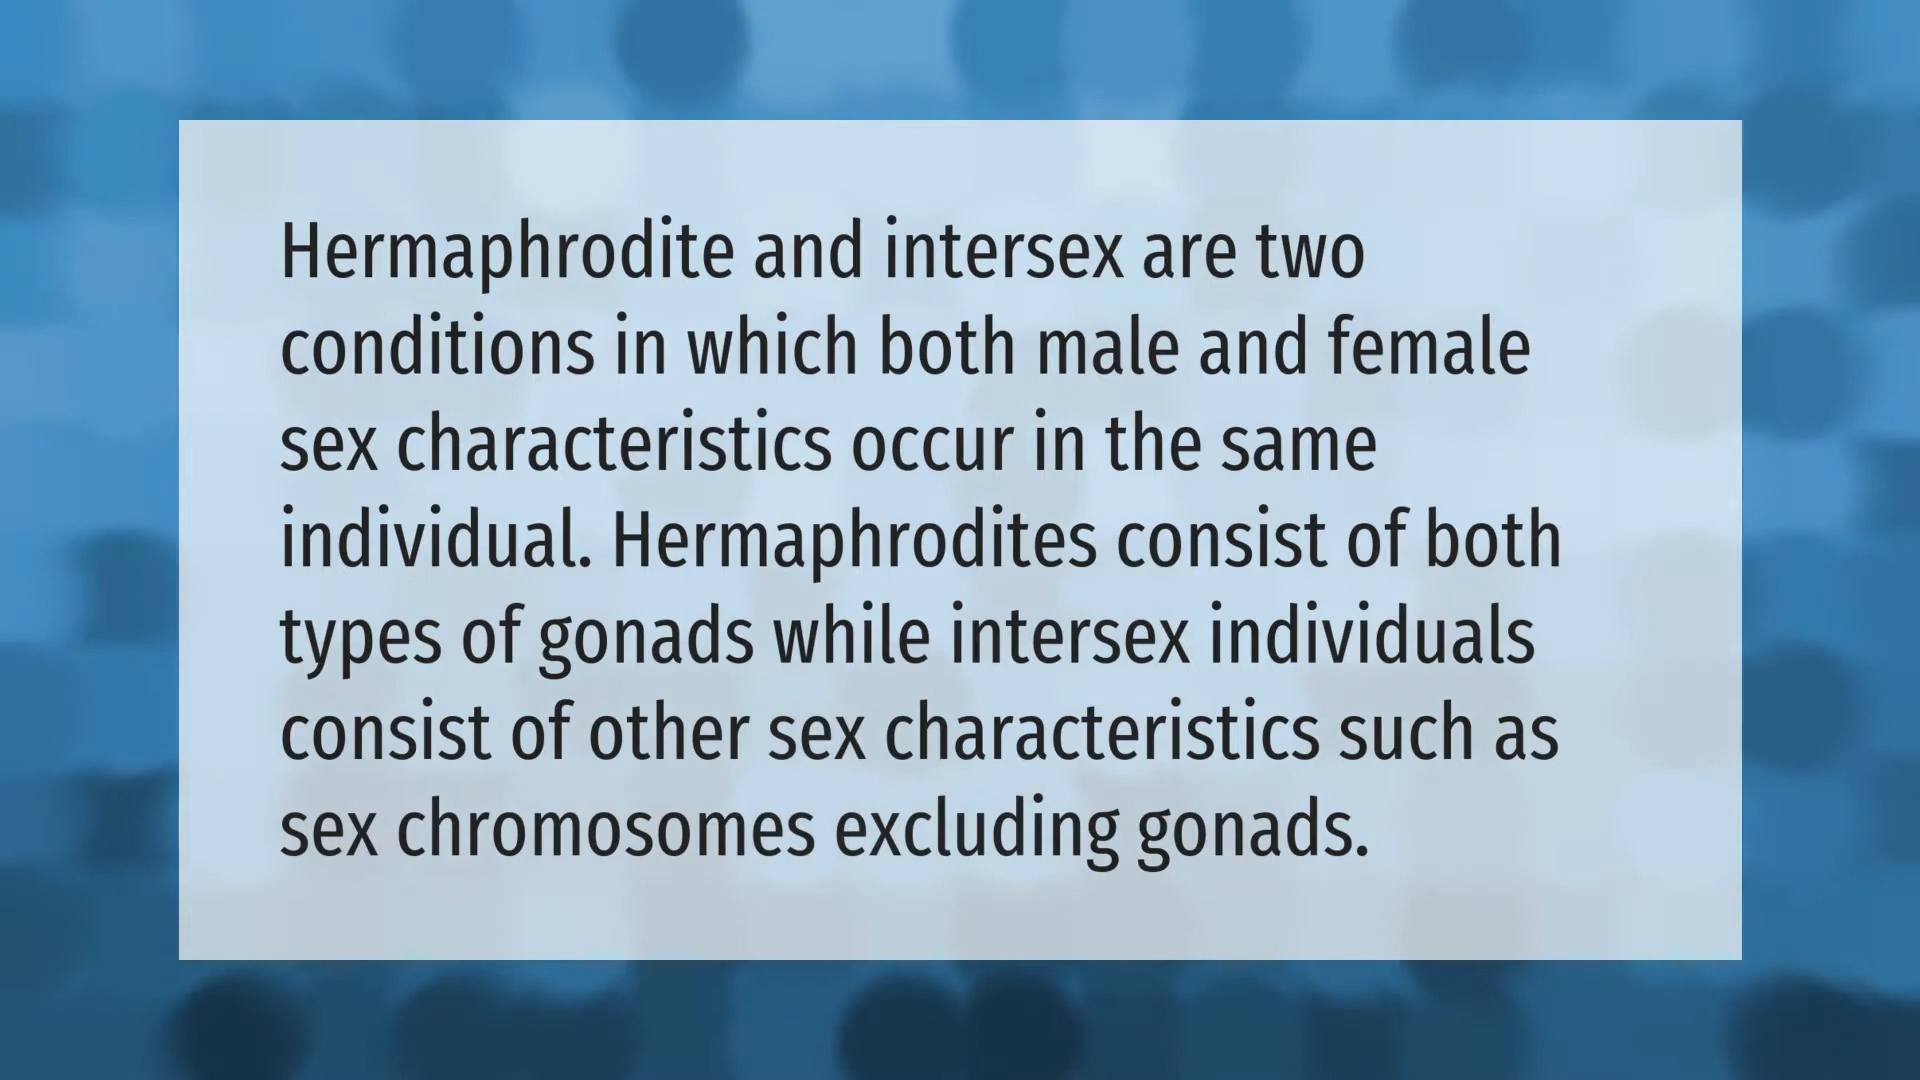 Hermaphrodite and intersex are two
conditions in which both male and female
sex characteristics occur in the same
individual. Hermaphrodites consist of both
types of gonads while intersex individuals
consist of other sex characteristics such as
sex chromosomes excluding gonads.